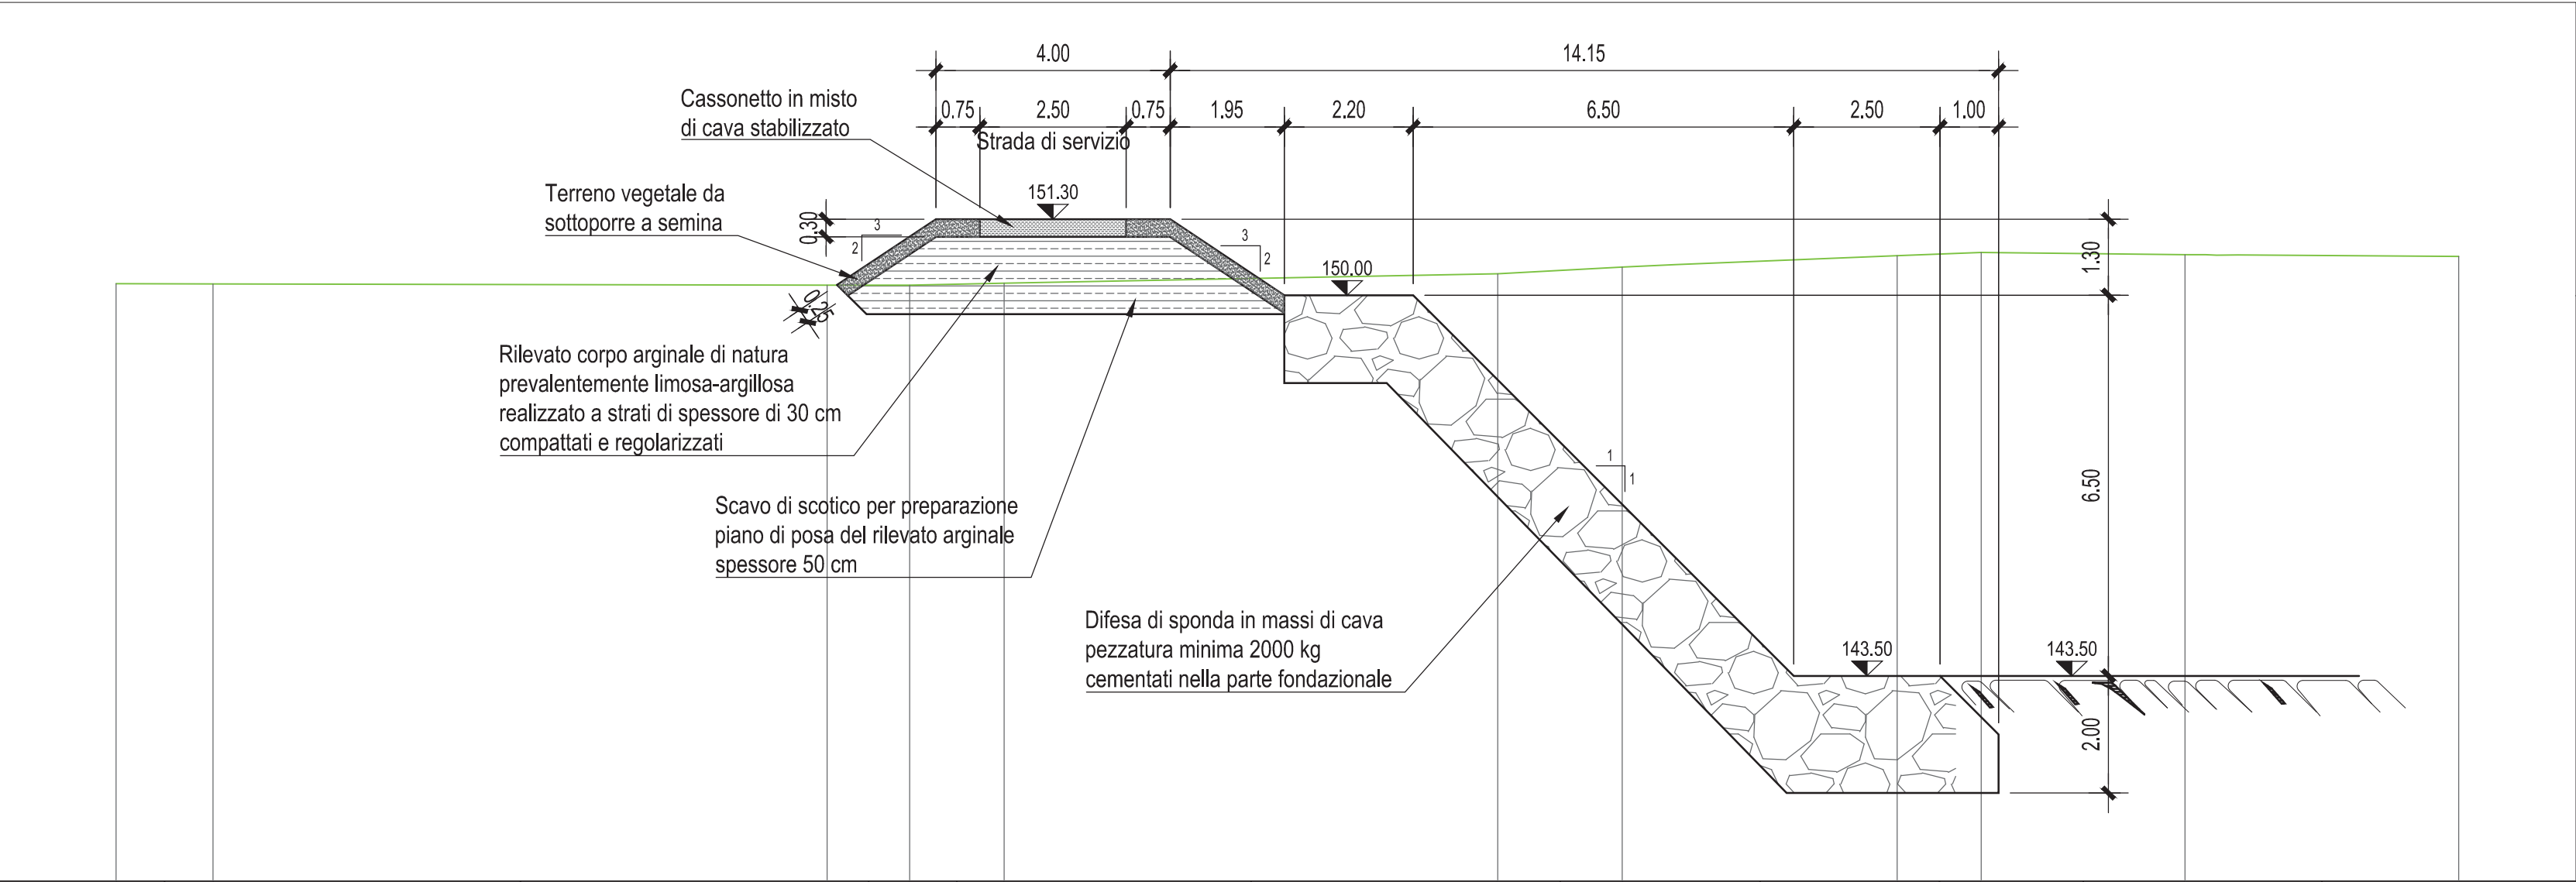 4.00
14.15
Cassonetto in misto
di cava stabilizzato
0.75
2.50
0.75
1.95
2.20
6.50
2.50
1.00
Strada di servizio
Terreno vegetale da
sottoporre a semina
151.30
0.30
3
2
3
2
150.00
1.30
0.25
Rilevato corpo arginale di natura
prevalentemente limosa-argillosa
realizzato a strati di spessore di 30 cm
compattati e regolarizzati
1
1
6.50
Scavo di scotico per preparazione
piano di posa del rilevato arginale
spessore 50 cm
Difesa di sponda in massi di cava
pezzatura minima 2000 kg
cementati nella parte fondazionale
143.50
143.50
2.00